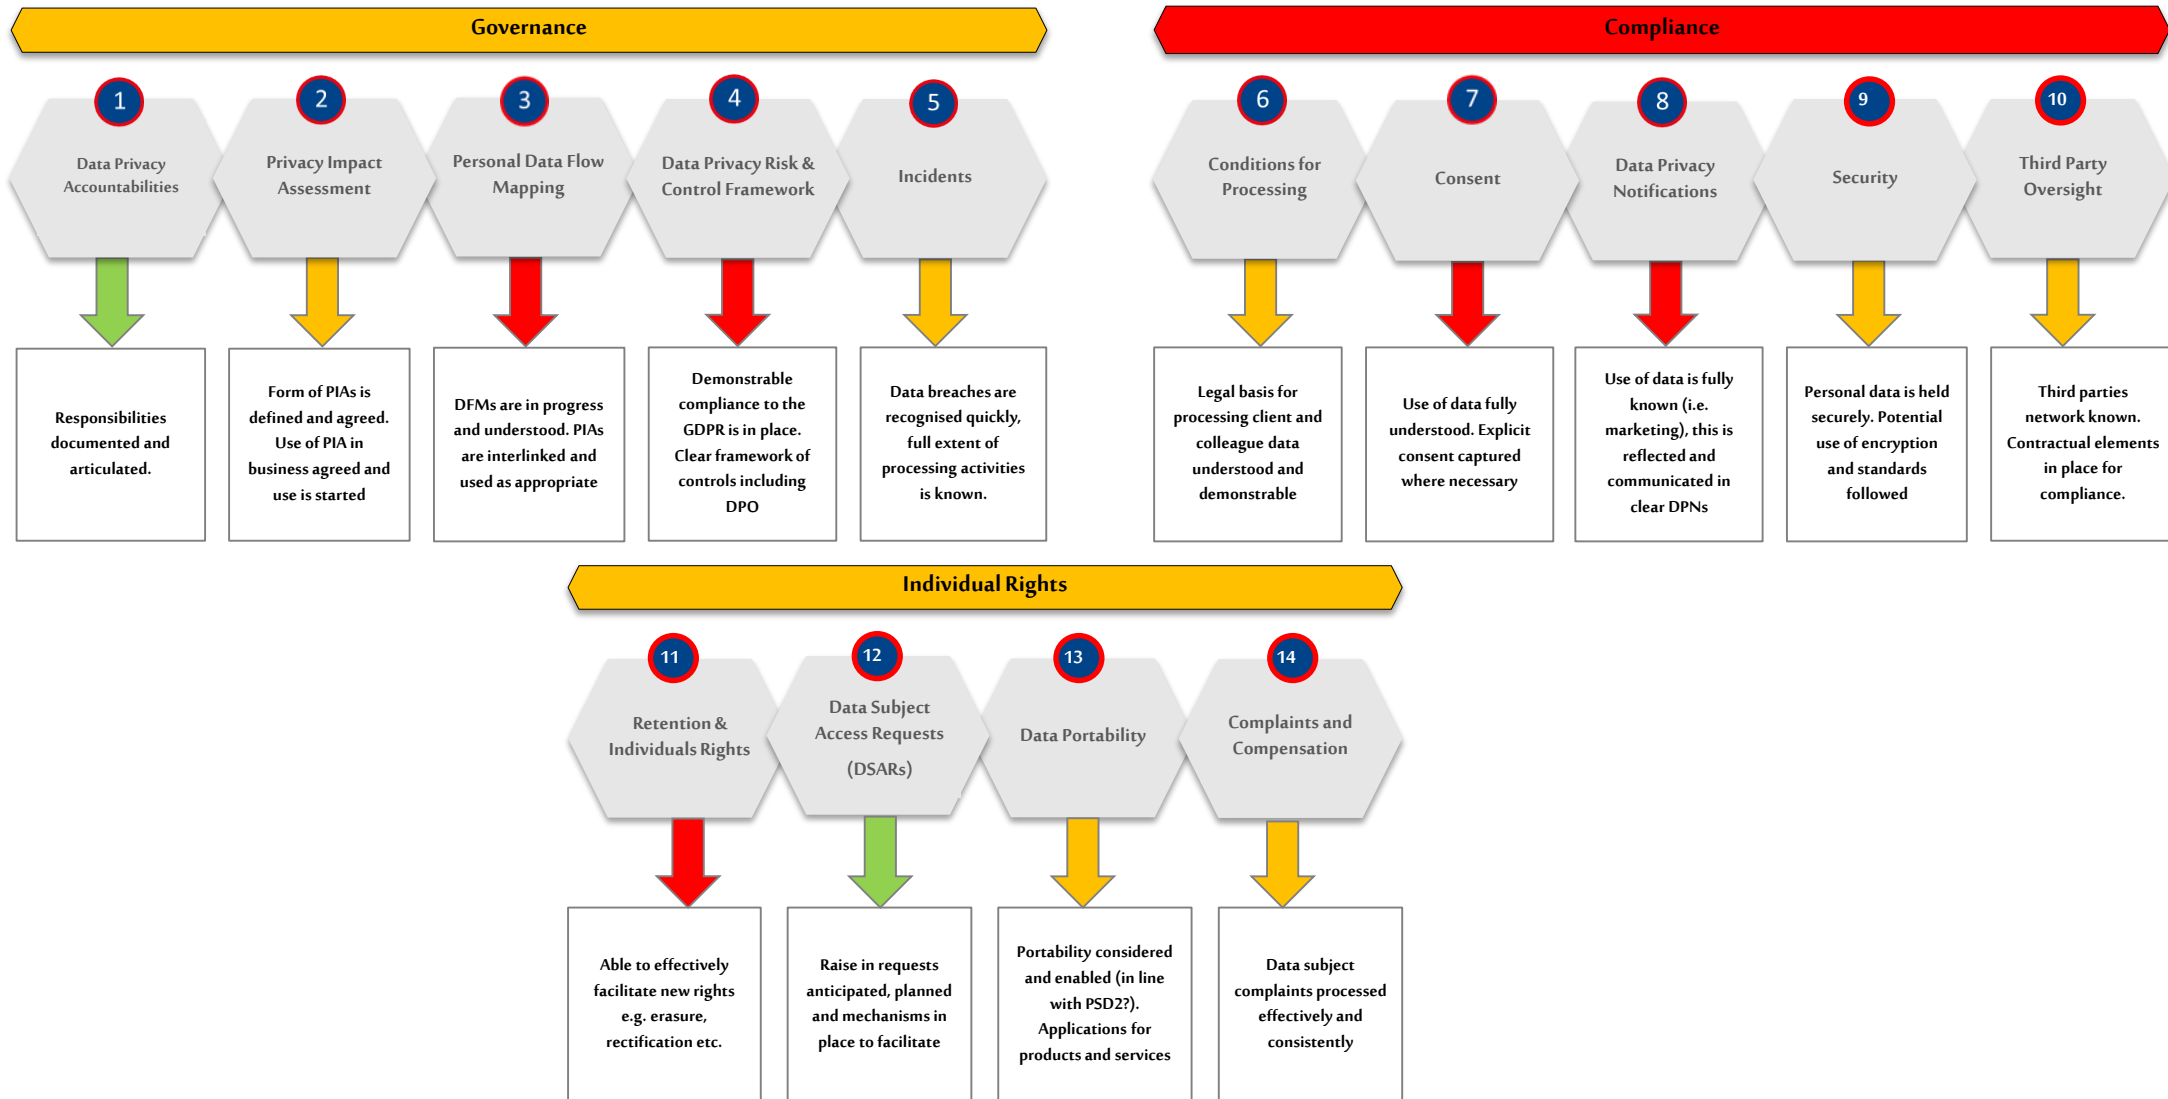 Governance
1
Data Privacy
Accountabilities
Responsibilities
documented and
articulated.
2
Privacy Impact
Assessment
Form of PIAs is
defined and agreed.
Use of PIA in
business agreed and
use is started
3
Personal Data Flow
Mapping
DFMs are in progress
and understood. PIAs
are interlinked and
used as appropriate
4
Data Privacy Risk &
Control Framework
Demonstrable
compliance to the
GDPR is in place.
Clear framework of
controls including
DPO
5
Incidents
Data breaches are
recognised quickly,
full extent of
processing activities
is known.
Compliance
6
Conditions for
Processing
Legal basis for
processing client and
colleague data
understood and
demonstrable
7
Consent
Use of data fully
understood. Explicit
consent captured
where necessary
8
Data Privacy
Notifications
Use of data is fully
known (i.e.
marketing), this is
reflected and
communicated in
clear DPNs
9
Security
Personal data is held
securely. Potential
use of encryption
and standards
followed
10
Third Party
Oversight
Third parties
network known.
Contractual elements
in place for
compliance.
Individual Rights
11
Retention &
Individuals Rights
Able to effectively
facilitate new rights
e.g. erasure,
rectification etc.
12
Data Subject
Access Requests
(DSARs)
Raise in requests
anticipated, planned
and mechanisms in
place to facilitate
13
Data Portability
Portability considered
and enabled (in line
with PSD2?).
Applications for
products and services
14
Complaints and
Compensation
Data subject
complaints processed
effectively and
consistently